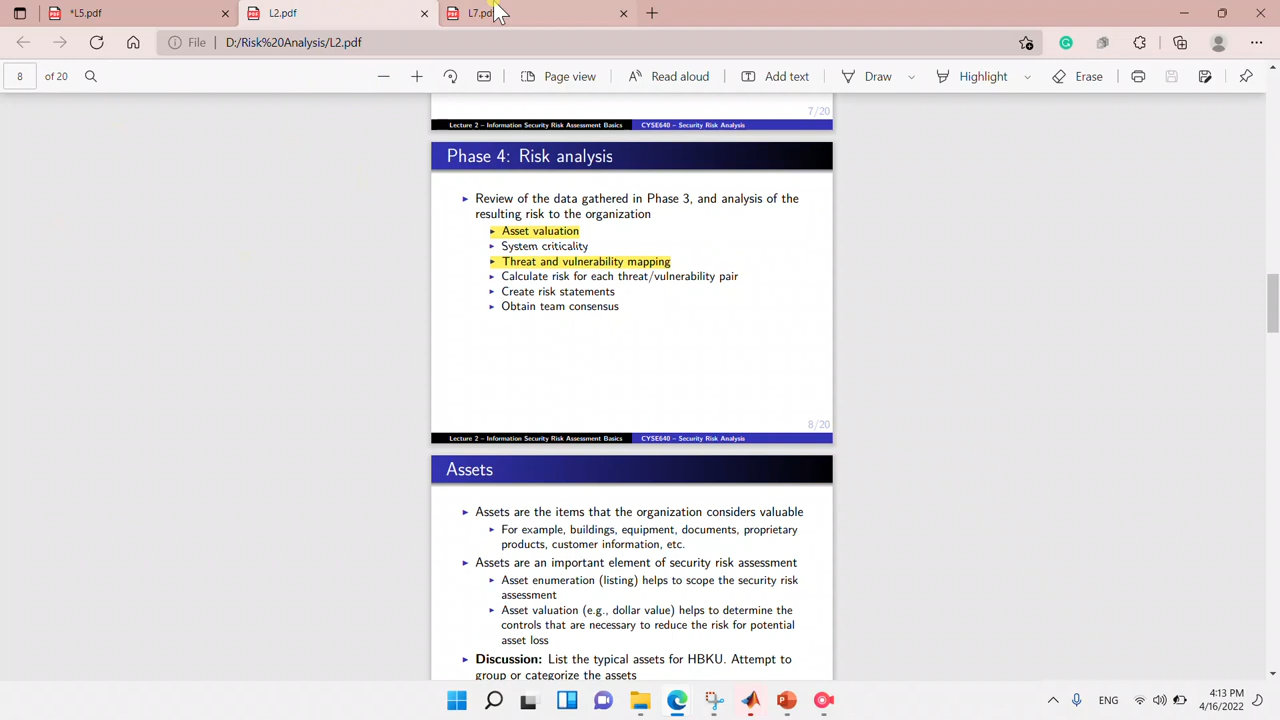 *L5.pdf
L2.pdf
L7.pdf
File
D:/Risk%20Analysis/L2.pdf
8
of 20
Page view
Read aloud
Add text
Draw
Highlight
Erase
7/20
Lecture 2 – Information Security Risk Assessment Basics
CYSE640 – Security Risk Analysis
Phase 4: Risk analysis
Review of the data gathered in Phase 3, and analysis of the
resulting risk to the organization
Asset valuation
System criticality
Threat and vulnerability mapping
Calculate risk for each threat/vulnerability pair
Create risk statements
Obtain team consensus
8/20
Lecture 2 – Information Security Risk Assessment Basics
CYSE640 – Security Risk Analysis
Assets
Assets are the items that the organization considers valuable
For example, buildings, equipment, documents, proprietary
products, customer information, etc.
Assets are an important element of security risk assessment
Asset enumeration (listing) helps to scope the security risk
assessment
Asset valuation (e.g., dollar value) helps to determine the
controls that are necessary to reduce the risk for potential
asset loss
Discussion: List the typical assets for HBKU. Attempt to
group or categorize the assets
ENG
4:13 PM
4/16/2022